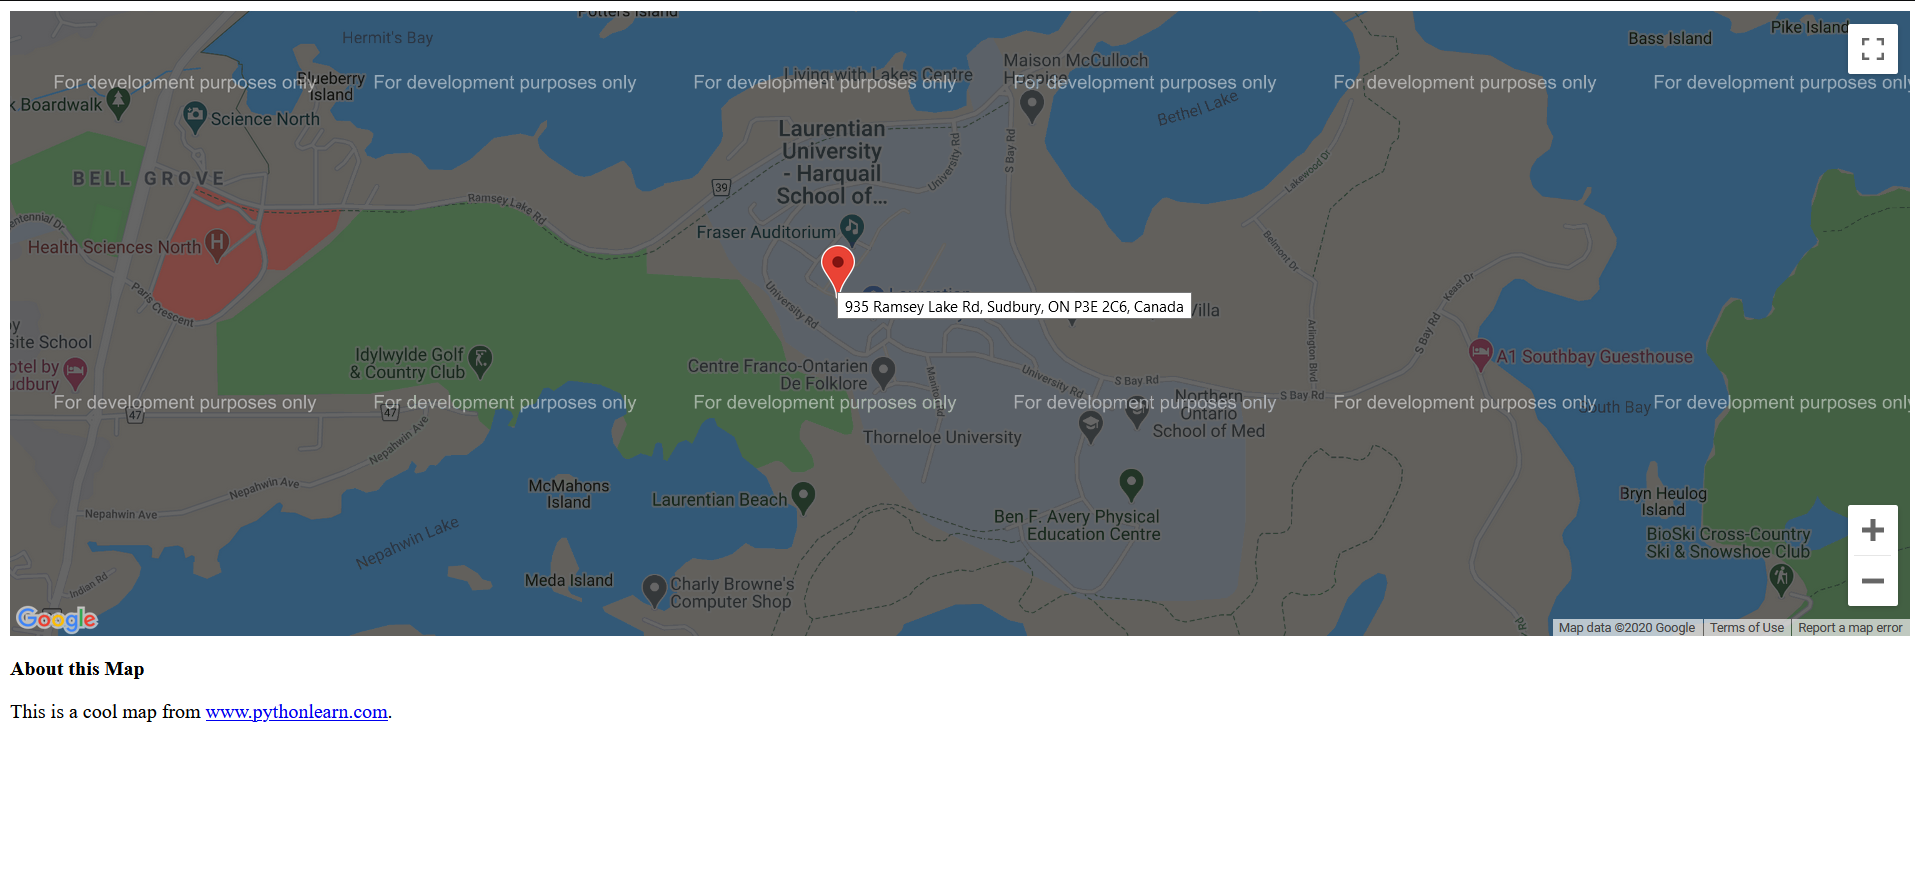 Potters Island
Hermit's Bay
Bass Island
Pike Island
Living with Lakes Centre
Maison McCulloch
Hospice
For development purposes only
For development purposes only
For development purposes only
For development purposes only
For development purposes only
For development purposes only
Blueberry
Island
k Boardwalk
Science North
Bethel Lake
Laurentian
University
- Harquail
School of...
University Rd
S Bay Rd
Lakewood Dr
BELL GROVE
39
Ramsey Lake Rd
entennial Dr
Health Sciences North
H
Fraser Auditorium
Belmont Dr
Keast Dr
Paris Crescent
University Rd
Laurentian
935 Ramsey Lake Rd, Sudbury, ON P3E 2C6, Canada
Villa
Arlington Blvd
S Bay Rd
site School
otel by
udbury
Idylwylde Golf
& Country Club
Centre Franco-Ontarien
De Folklore
University Rd
S Bay Rd
S Bay Rd
A1 Southbay Guesthouse
For development purposes only
For development purposes only
For development purposes only
For development purposes only
For development purposes only
For development purposes only
47
47
Northern
Ontario
School of Med
South Bay
Thorneloe University
Nepahwin Ave
Nepahwin Ave
Nepahwin Ave
McMahons
Island
Laurentian Beach
Bryn Heulog
Island
Ben F. Avery Physical
Education Centre
BioSki Cross-Country
Ski & Snowshoe Club
Nepahwin Lake
Indian Rd
Meda Island
Charly Browne's
Computer Shop
Google
Map data ©2020 Google
Terms of Use
Report a map error
About this Map
This is a cool map from www.pythonlearn.com.